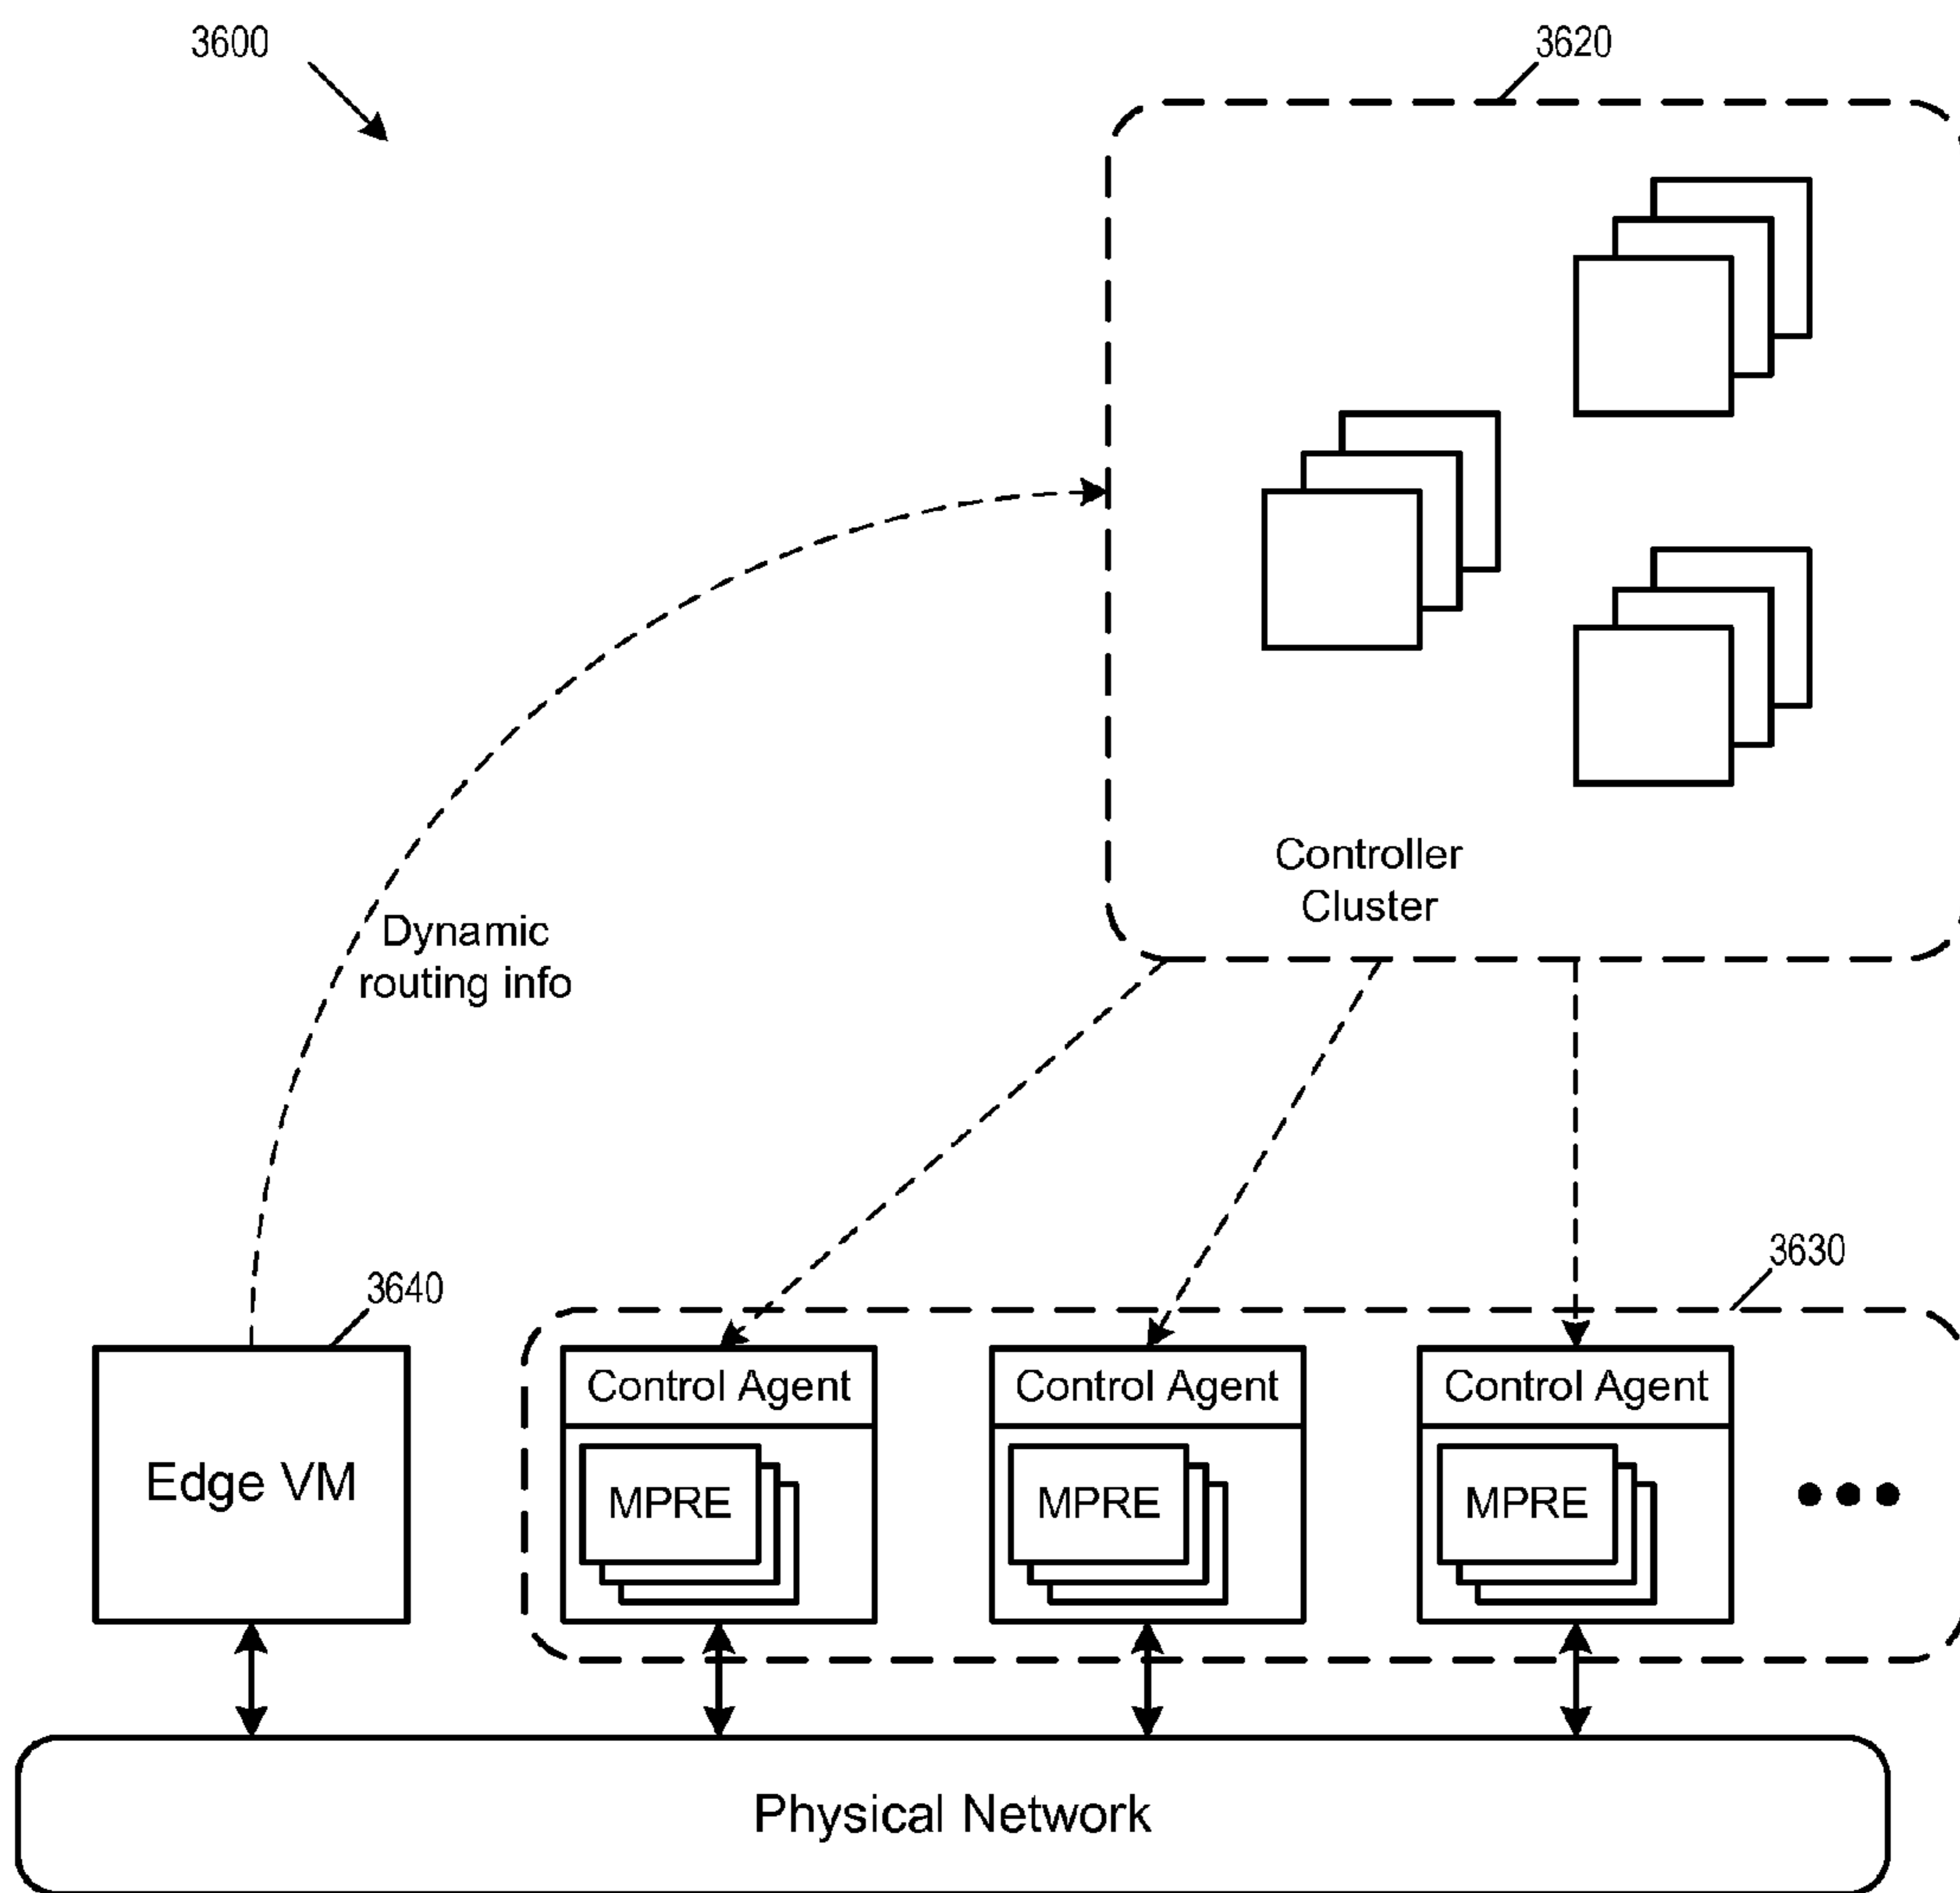 3600
3620
Controller
Cluster
Dynamic
routing info
3630
3640
Edge VM
Control Agent
MPRE
Control Agent
MPRE
Control Agent
MPRE
Physical Network